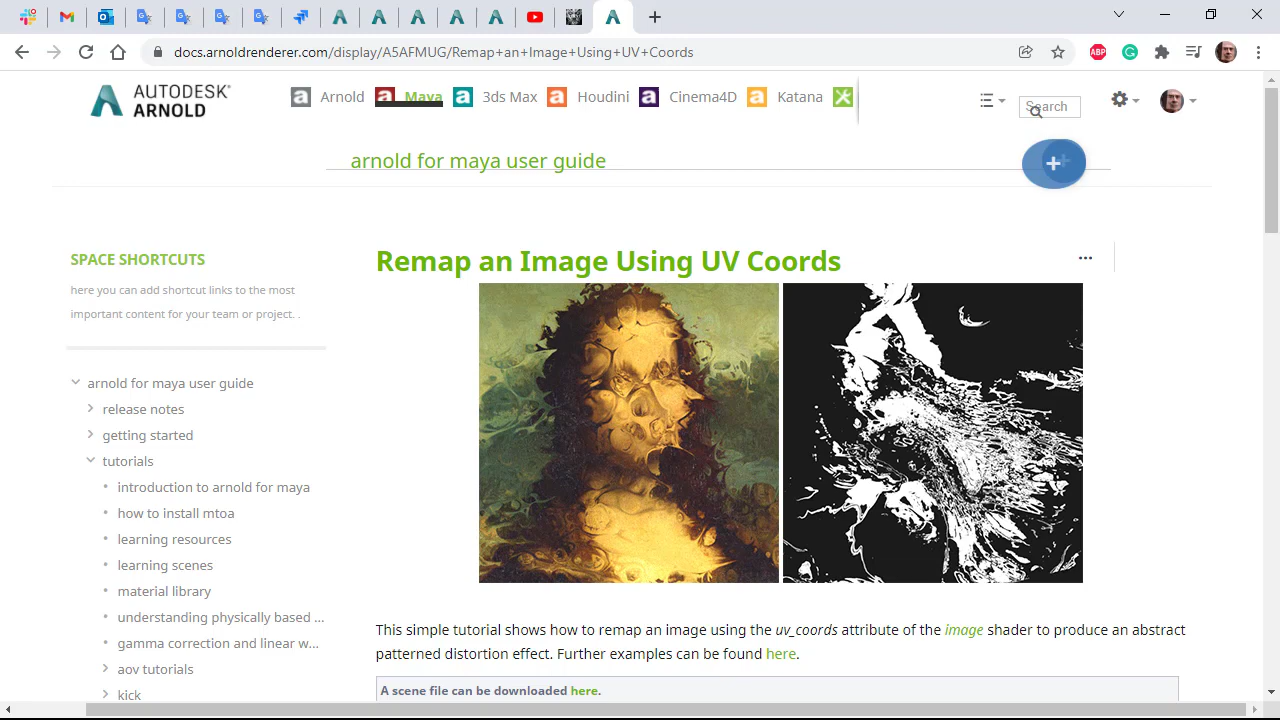 docs.arnoldrenderer.com/display/A5AFMUG/Remap+an+Image+Using+UV+Coords
ABP
AUTODESK®
ARNOLD
Arnold
Maya
3ds Max
Houdini
Cinema4D
Katana
Search
arnold for maya user guide
SPACE SHORTCUTS
here you can add shortcut links to the most
important content for your team or project. .
arnold for maya user guide
release notes
getting started
tutorials
introduction to arnold for maya
how to install mtoa
learning resources
learning scenes
material library
understanding physically based ...
gamma correction and linear w...
aov tutorials
kick
Remap an Image Using UV Coords
This simple tutorial shows how to remap an image using the uv_coords attribute of the image shader to produce an abstract
patterned distortion effect. Further examples can be found here.
A scene file can be downloaded here.